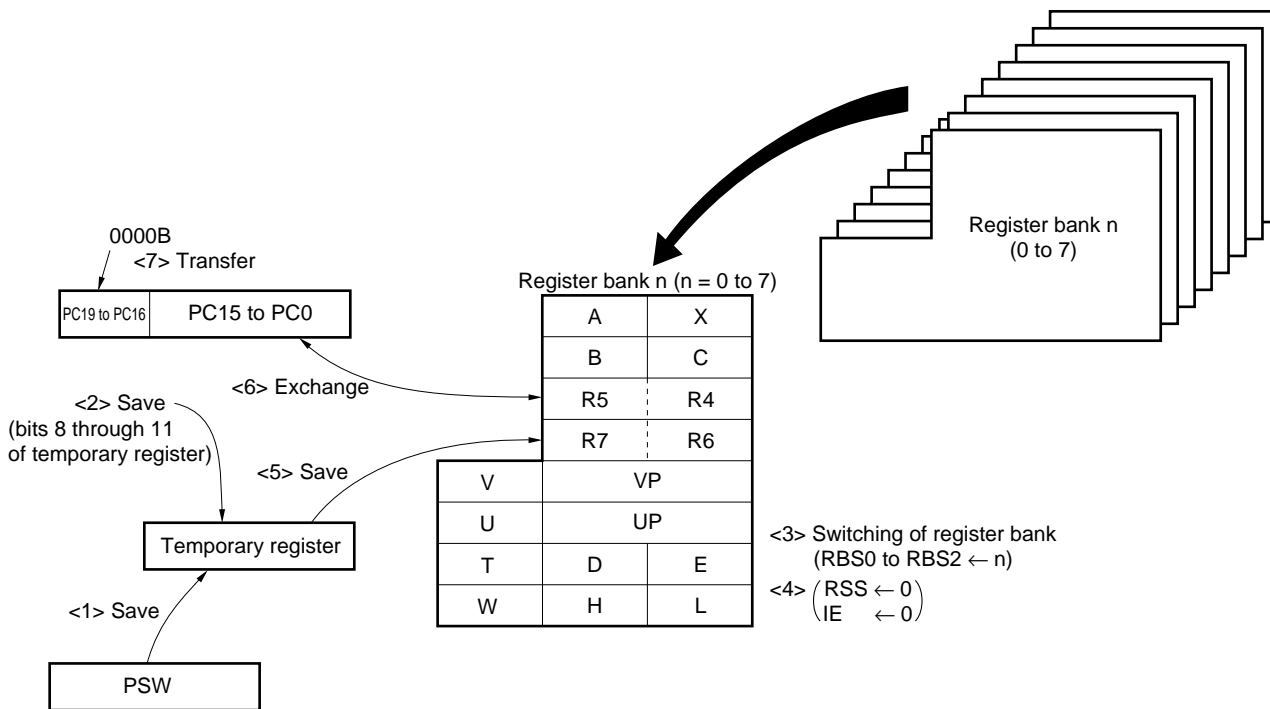 Register bank n
(0 to 7)
0000B
<7> Transfer
PC19 to PC16
PC15 to PC0
<6> Exchange
<2> Save
(bits 8 through 11
of temporary register)
<5> Save
Temporary register
<1> Save
PSW
Register bank n (n = 0 to 7)
A X
B C
R5 R4
R7 R6
V VP
U UP
T D E
W H L
<3> Switching of register bank
(RBS0 to RBS2 ← n)
<4> (RSS ← 0
IE ← 0)